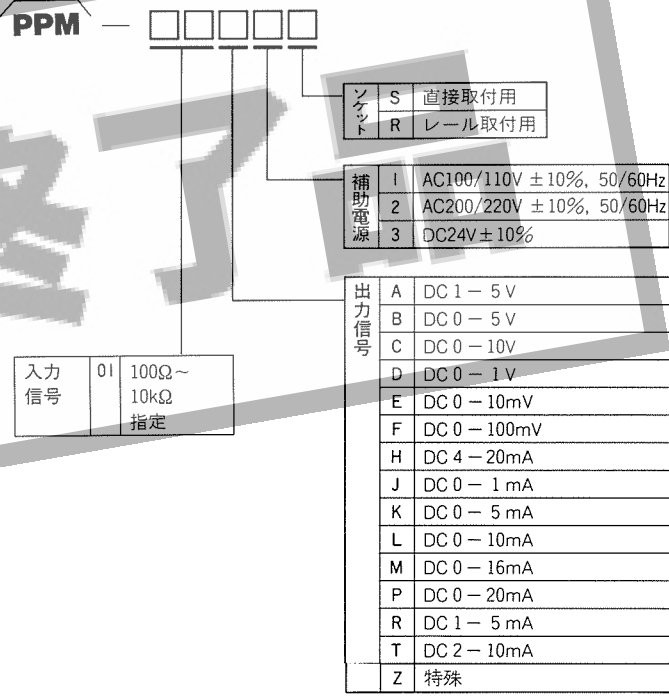 PPM — □□□□□
ソケット
S 直接取付用
R レール取付用
補助電源
1 AC100/110V ±10%, 50/60Hz
2 AC200/220V ±10%, 50/60Hz
3 DC24V±10%
出力信号
A DC 1 − 5 V
B DC 0 − 5 V
C DC 0 − 10V
D DC 0 − 1 V
E DC 0 − 10mV
F DC 0 − 100mV
H DC 4 − 20mA
J DC 0 − 1 mA
K DC 0 − 5 mA
L DC 0 − 10mA
M DC 0 − 16mA
P DC 0 − 20mA
R DC 1 − 5 mA
T DC 2 − 10mA
Z 特殊
入力 01 100Ω~
信号 10kΩ
指定
終了品